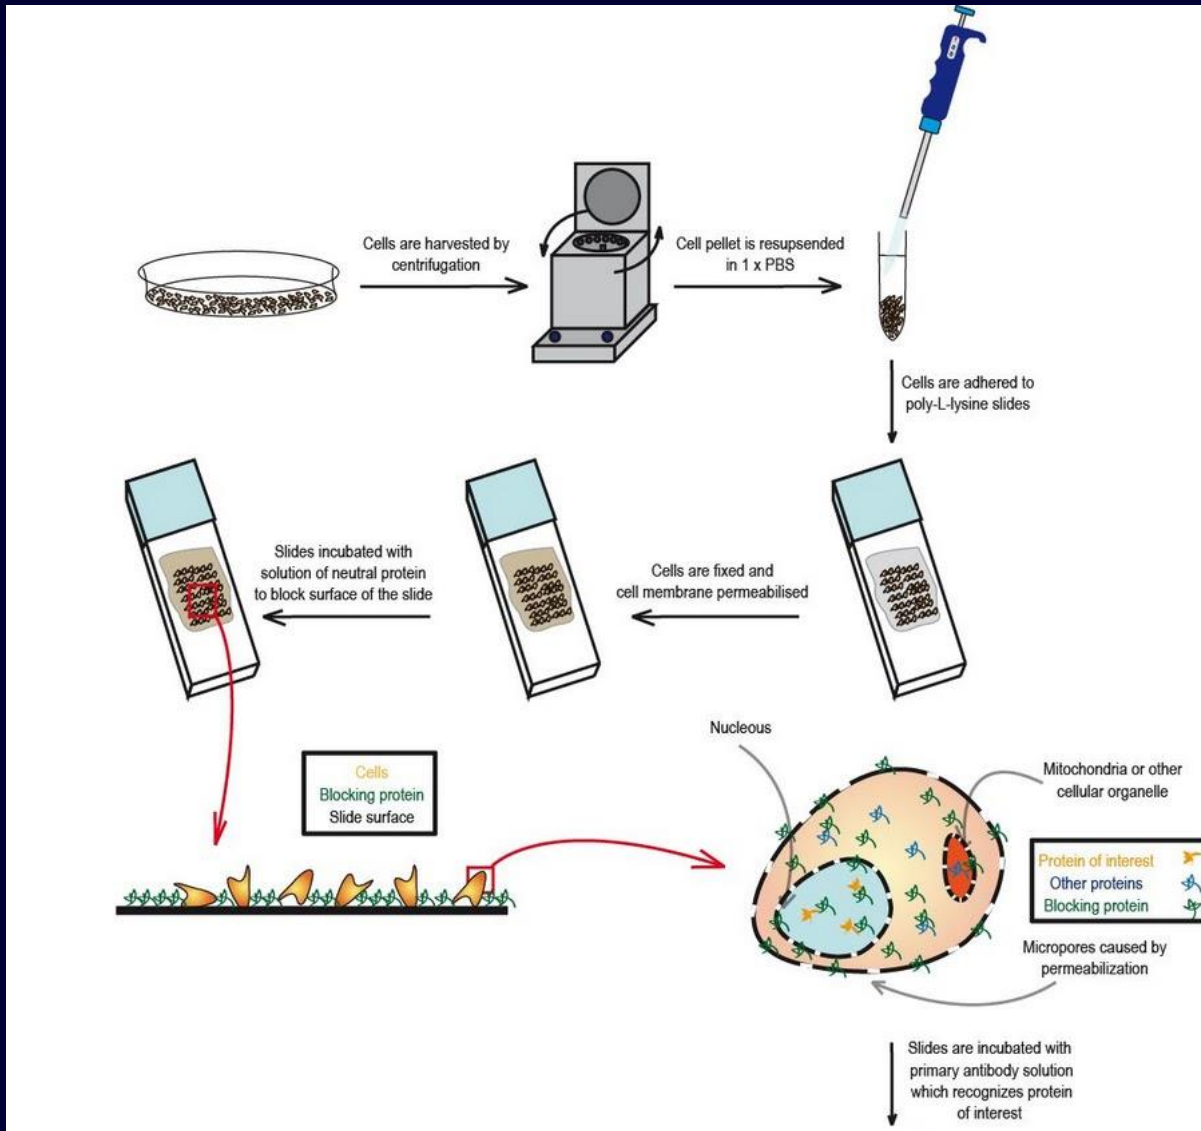 Cells are harvested by
centrifugation
Cell pellet is resupsended
in 1 x PBS
Cells are adhered to
poly-L-lysine slides
Cells are fixed and
cell membrane permeabilised
Slides incubated with
solution of neutral protein
to block surface of the slide
Cells
Blocking protein
Slide surface
Nucleous
Mitochondria or other
cellular organelle
Protein of interest
Other proteins
Blocking protein
Micropores caused by
permeabilization
Slides are incubated with
primary antibody solution
which recognizes protein
of interest